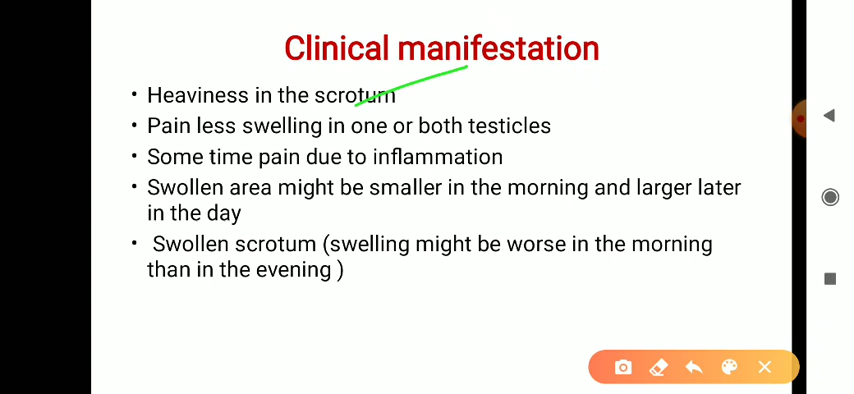 Clinical manifestation
• Heaviness in the scrotum
• Pain less swelling in one or both testicles
• Some time pain due to inflammation
• Swollen area might be smaller in the morning and larger later
in the day
• Swollen scrotum (swelling might be worse in the morning
than in the evening )